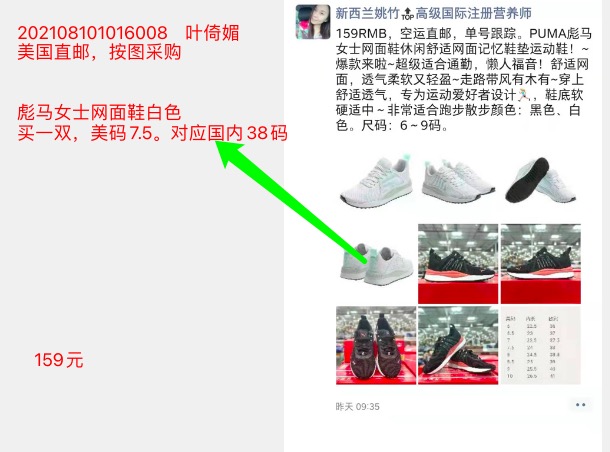 202108101016008 叶倚媚
美国直邮，按图采购
彪马女士网面鞋白色
买一双，美码7.5。对应国内38码
159元
新西兰姚竹🔝高级国际注册营养师
159RMB，空运直邮，单号跟踪。PUMA彪马
女士网面鞋休闲舒适网面记忆鞋垫运动鞋！~
爆款来啦~超级适合通勤，懒人福音！舒适网
面，透气柔软又轻盈~走路带风有木有~穿上
舒适透气，专为运动爱好者设计🏃，鞋底软
硬适中~非常适合跑步散步颜色：黑色、白
色。尺码：6~9码。
昨天 09:35